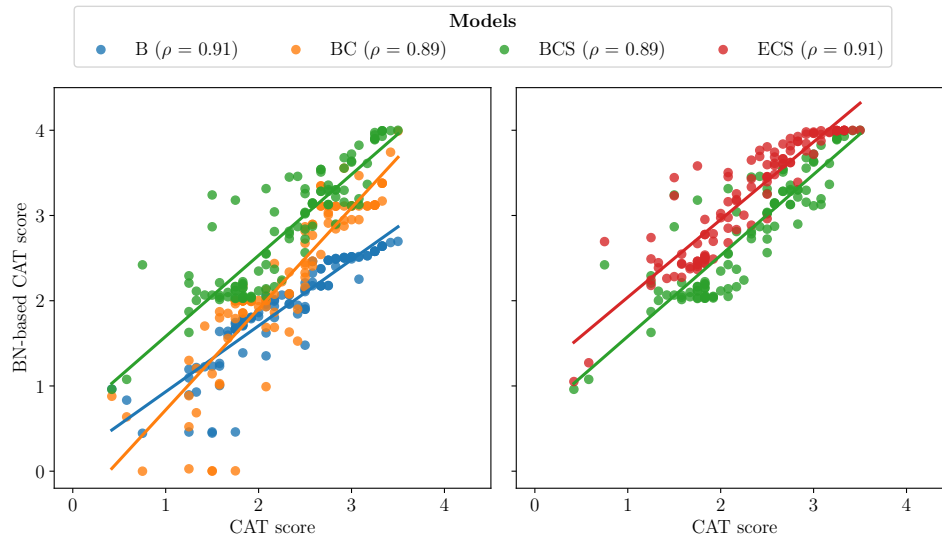 Models
B (ρ = 0.91) BC (ρ = 0.89) BCS (ρ = 0.89) ECS (ρ = 0.91)
BN-based CAT score
4
3
2
1
0
0 1 2 3 4
0 1 2 3 4
CAT score
CAT score